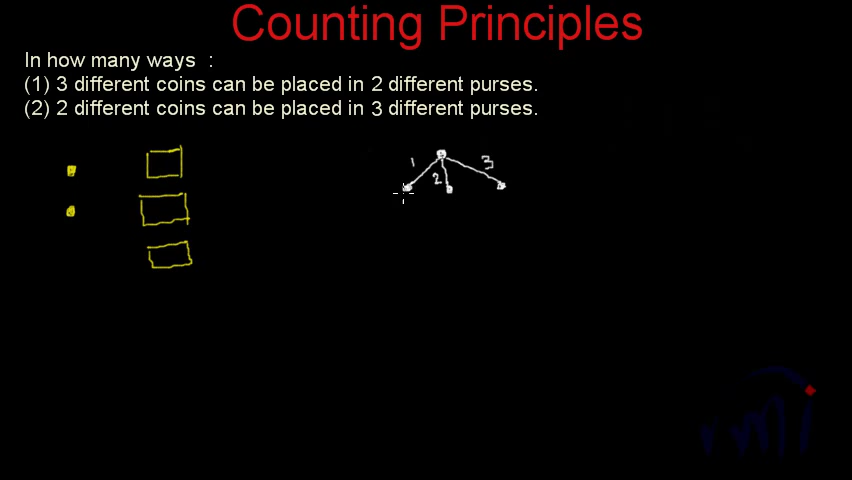 Counting Principles
In how many ways :
(1) 3 different coins can be placed in 2 different purses.
(2) 2 different coins can be placed in 3 different purses.
1 2 3
rmi